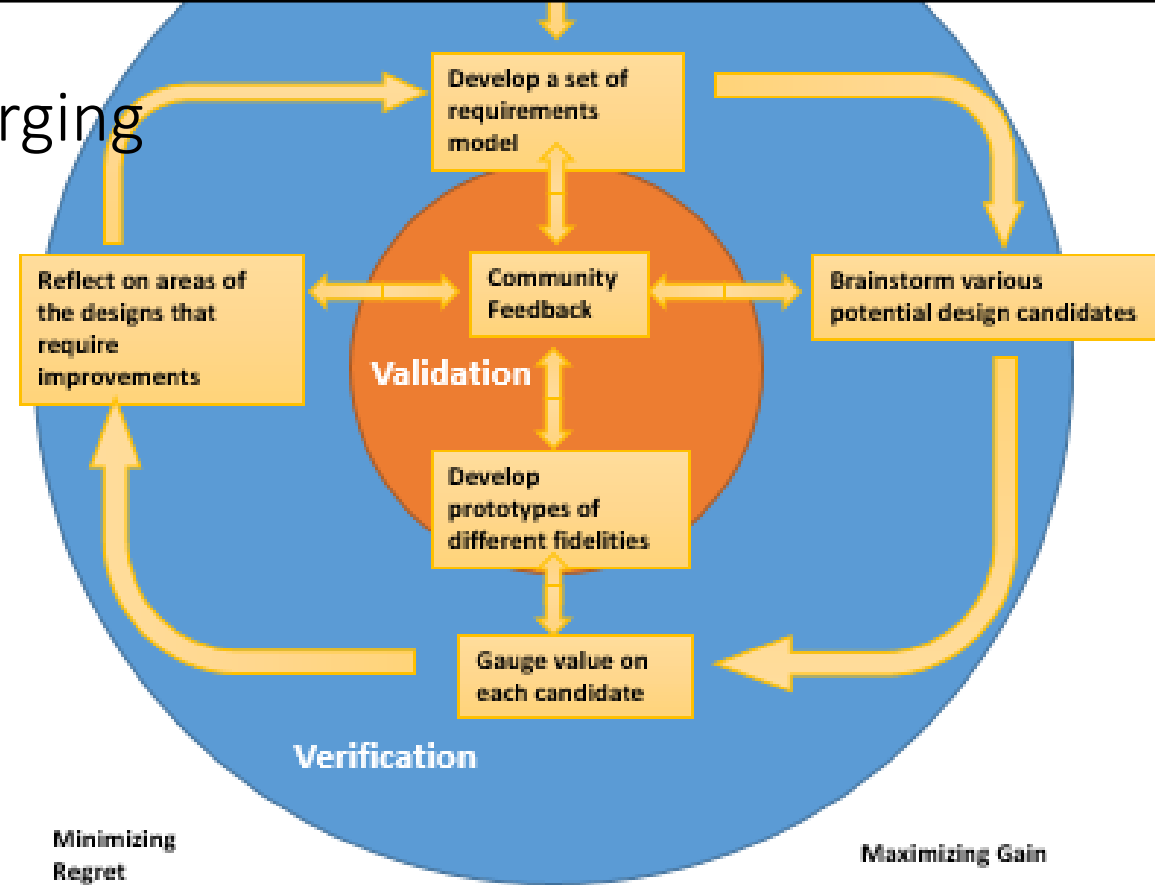 rging
Develop a set of
requirements
model
Reflect on areas of
the designs that
require
improvements
Community
Feedback
Brainstorm various
potential design candidates
Validation
Develop
prototypes of
different fidelities
Gauge value on
each candidate
Verification
Minimizing
Regret
Maximizing Gain